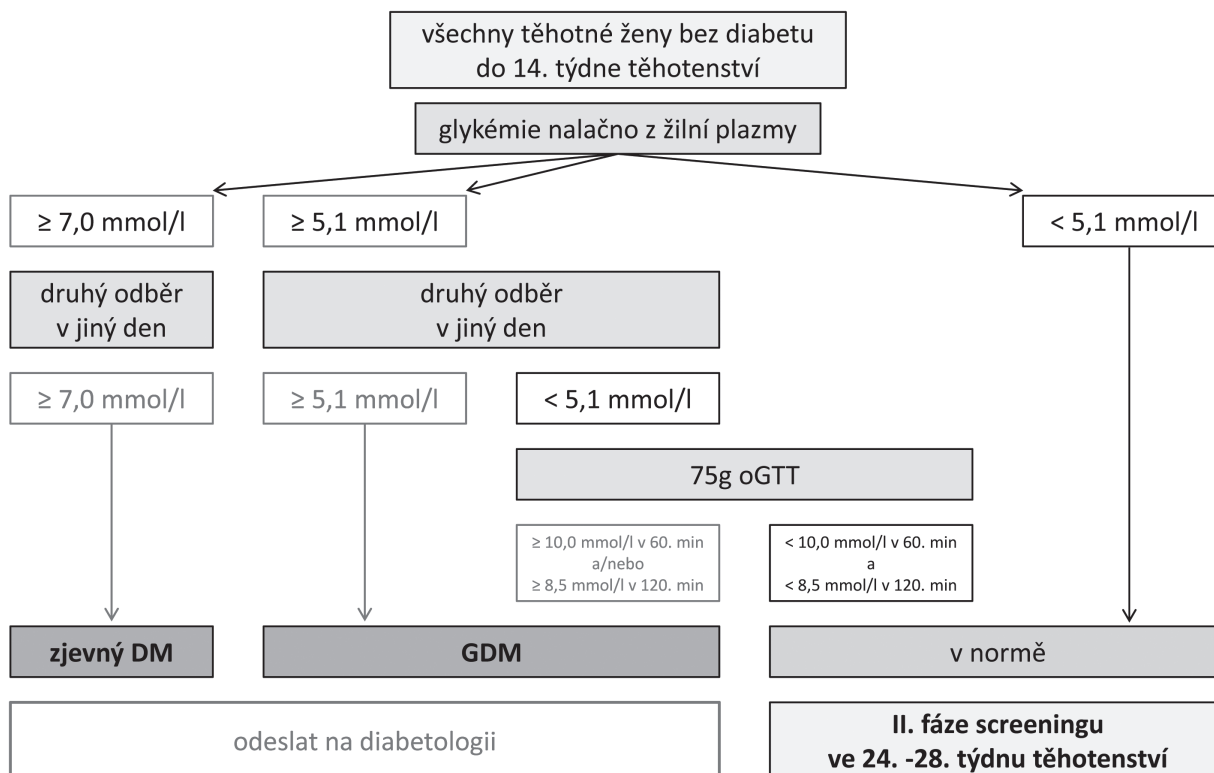 všechny těhotné ženy bez diabetu
do 14. týdne těhotenství
glykémie nalačno z žilní plazmy
≥ 7,0 mmol/l
≥ 5,1 mmol/l
< 5,1 mmol/l
druhý odběr
v jiný den
druhý odběr
v jiný den
≥ 7,0 mmol/l
≥ 5,1 mmol/l
< 5,1 mmol/l
75g oGTT
≥ 10,0 mmol/l v 60. min
a/nebo
≥ 8,5 mmol/l v 120. min
< 10,0 mmol/l v 60. min
a
< 8,5 mmol/l v 120. min
zjevný DM
GDM
v normě
odeslat na diabetologii
II. fáze screeningu
ve 24. -28. týdnu těhotenství